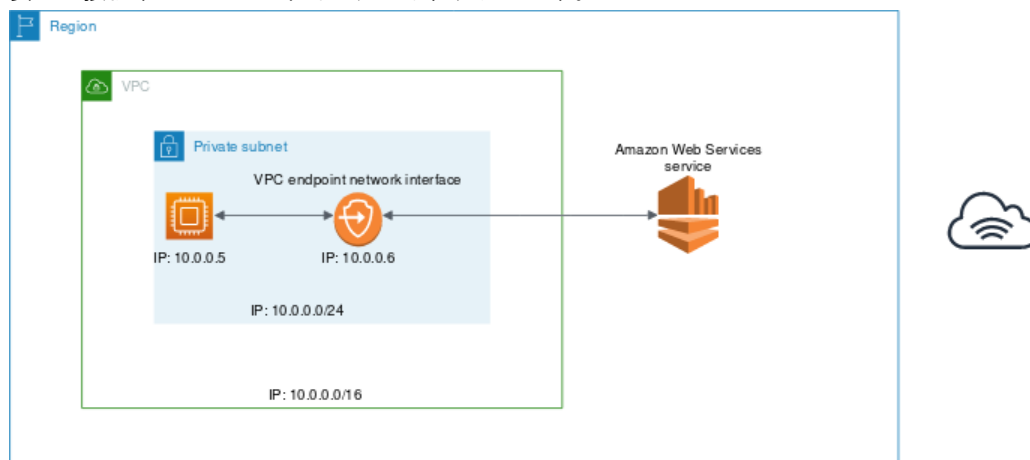 Region
VPC
Private subnet
VPC endpoint network interface
Amazon Web Services
service
IP: 10.0.0.5
IP: 10.0.0.6
IP: 10.0.0.0/24
IP: 10.0.0.0/16